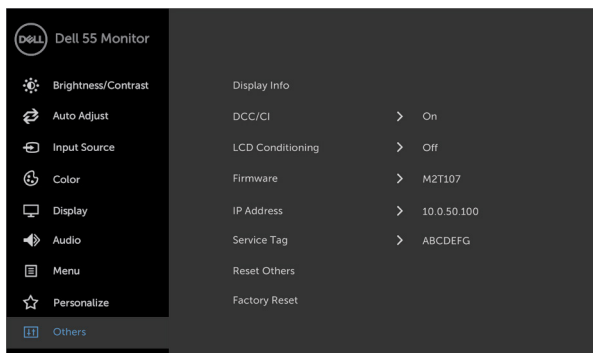 DELL Dell 55 Monitor
Brightness/Contrast
Auto Adjust
Input Source
Color
Display
Audio
Menu
Personalize
Others
Display Info
DCC/CI > On
LCD Conditioning > Off
Firmware > M2T107
IP Address > 10.0.50.100
Service Tag > ABCDEFG
Reset Others
Factory Reset